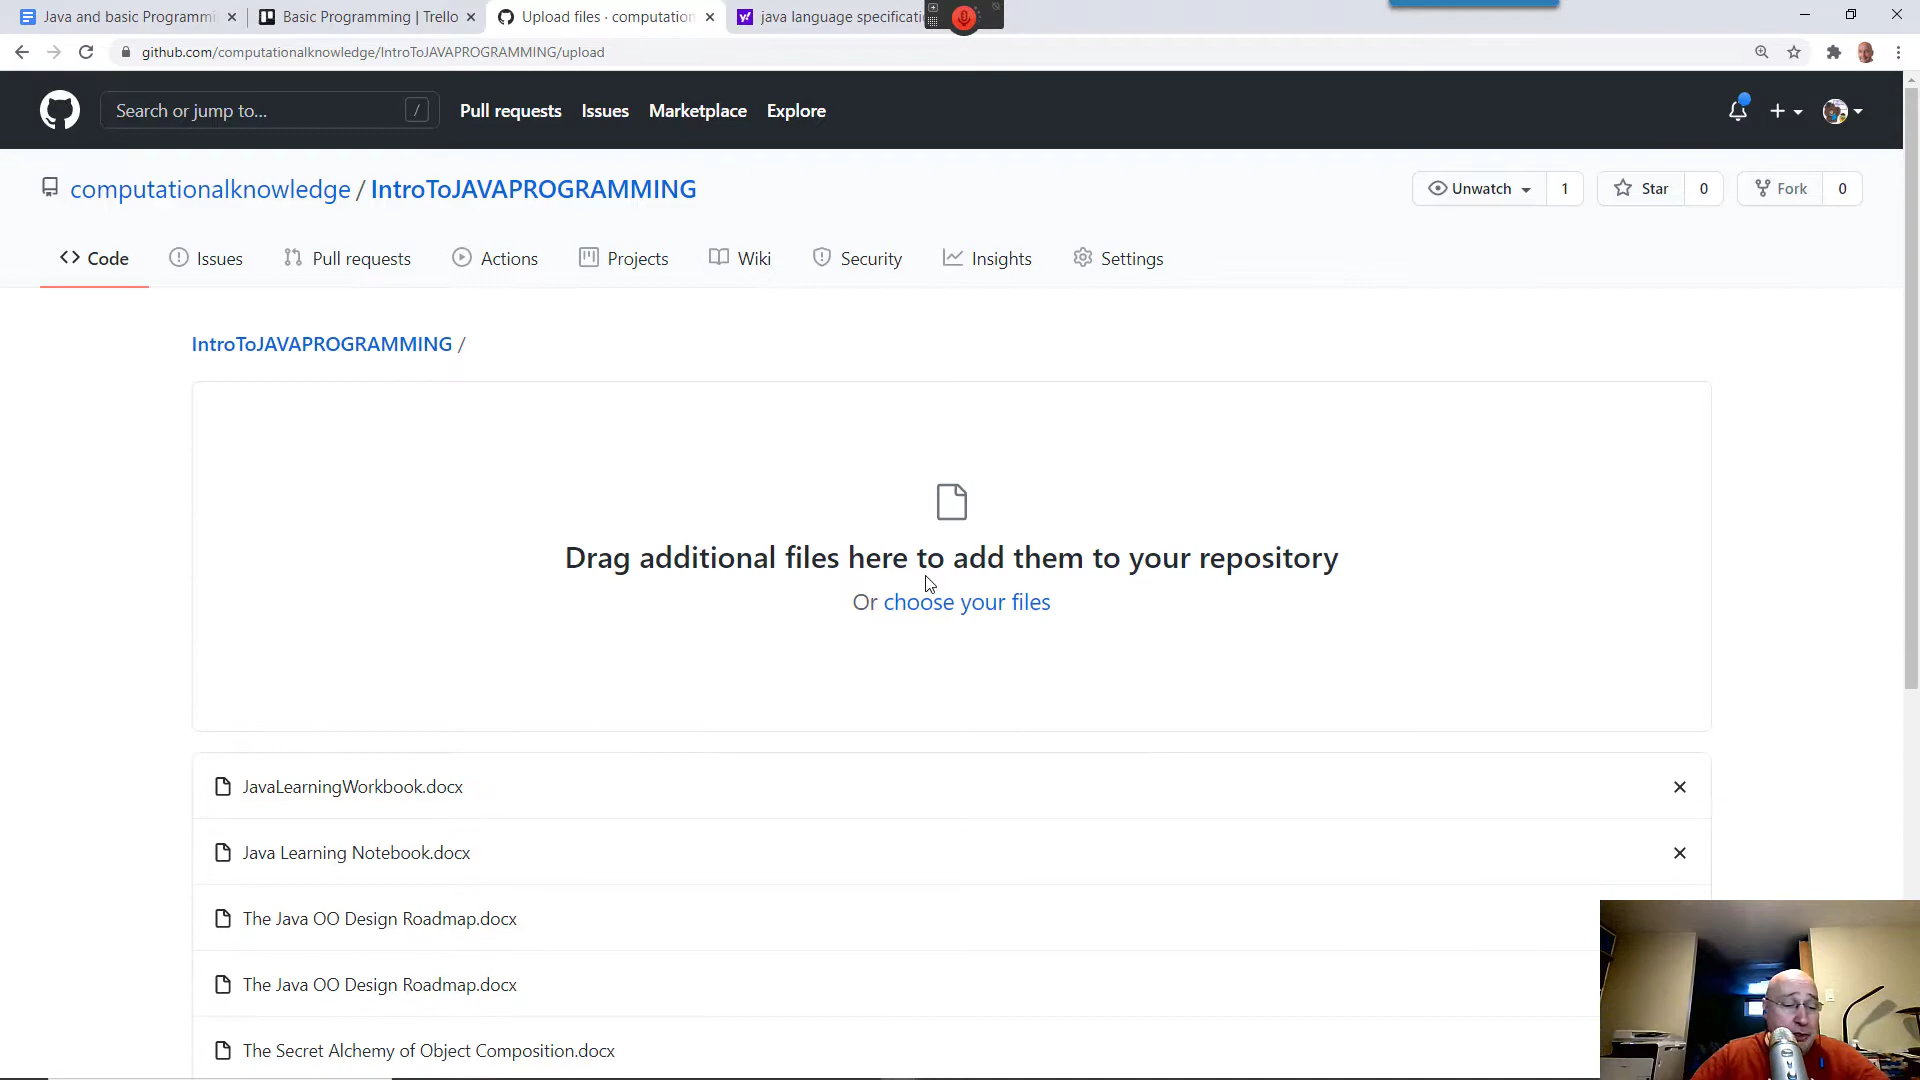 Java and basic Programmi
Basic Programming | Trello
Upload files · computation
java language specificati
github.com/computationalknowledge/IntroToJAVAPROGRAMMING/upload
Search or jump to...
/
Pull requests
Issues
Marketplace
Explore
computationalknowledge / IntroToJAVAPROGRAMMING
Unwatch
1
Star
0
Fork
0
Code
Issues
Pull requests
Actions
Projects
Wiki
Security
Insights
Settings
IntroToJAVAPROGRAMMING /
Drag additional files here to add them to your repository
Or choose your files
JavaLearningWorkbook.docx
Java Learning Notebook.docx
The Java OO Design Roadmap.docx
The Java OO Design Roadmap.docx
The Secret Alchemy of Object Composition.docx